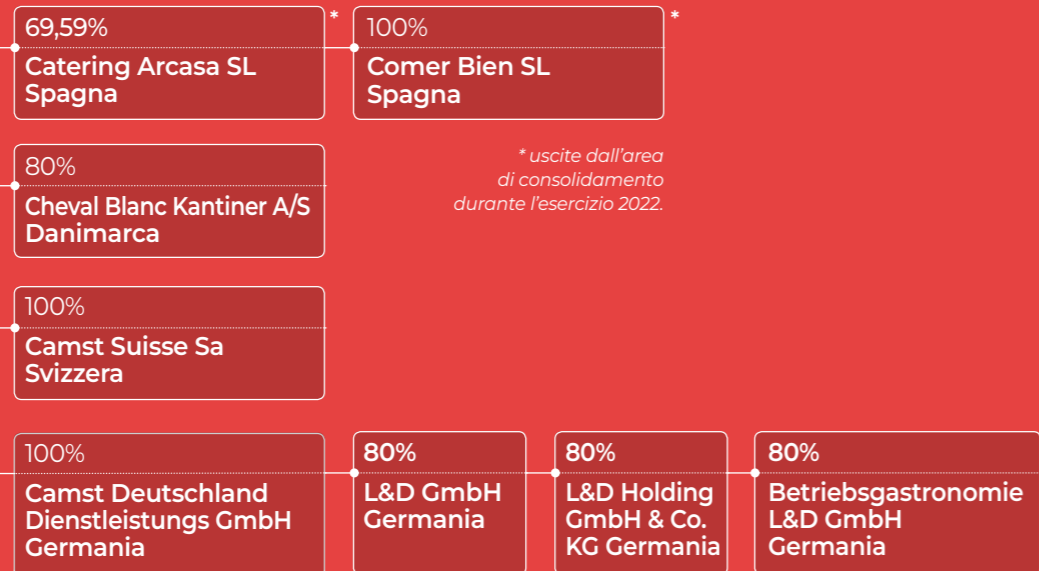 69,59%
*
Catering Arcasa SL
Spagna
100%
*
Comer Bien SL
Spagna
* uscite dall'area
di consolidamento
durante l'esercizio 2022.
80%
Cheval Blanc Kantiner A/S
Danimarca
100%
Camst Suisse Sa
Svizzera
100%
Camst Deutschland
Dienstleistungs GmbH
Germania
80%
L&D GmbH
Germania
80%
L&D Holding
GmbH & Co.
KG Germania
80%
Betriebsgastronomie
L&D GmbH
Germania